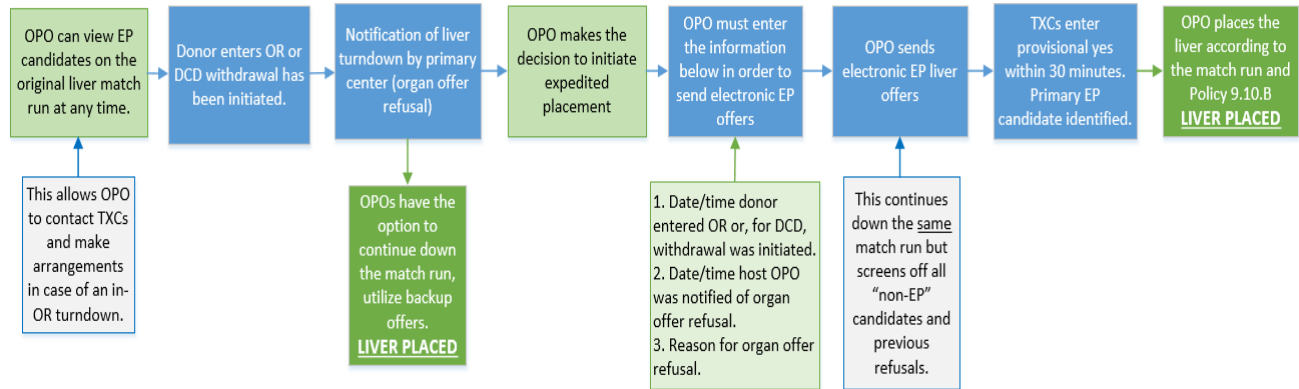 OPO can view EP
candidates on the
original liver match
run at any time.
Donor enters OR or
DCD withdrawal has
been initiated.
Notification of liver
turndown by primary
center (organ offer
refusal)
OPO makes the
decision to initiate
expedited
placement
OPO must enter
the information
below in order to
send electronic EP
offers
OPO sends
electronic EP liver
offers
TXCs enter
provisional yes
within 30 minutes.
Primary EP
candidate identified.
OPO places the
liver according to
the match run and
Policy 9.10.B
LIVER PLACED
This allows OPO
to contact TXCs
and make
arrangements
in case of an in-
OR turndown.
OPOs have the
option to
continue down
the match run,
utilize backup
offers.
LIVER PLACED
1. Date/time donor
entered OR or, for DCD,
withdrawal was initiated.
2. Date/time host OPO
was notified of organ
offer refusal.
3. Reason for organ offer
refusal.
This continues
down the same
match run but
screens off all
“non-EP”
candidates and
previous
refusals.